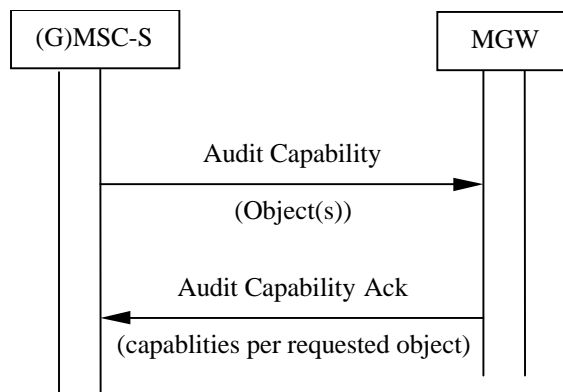 (G)MSC-S
MGW
Audit Capability
(Object(s))
Audit Capability Ack
(capablities per requested object)